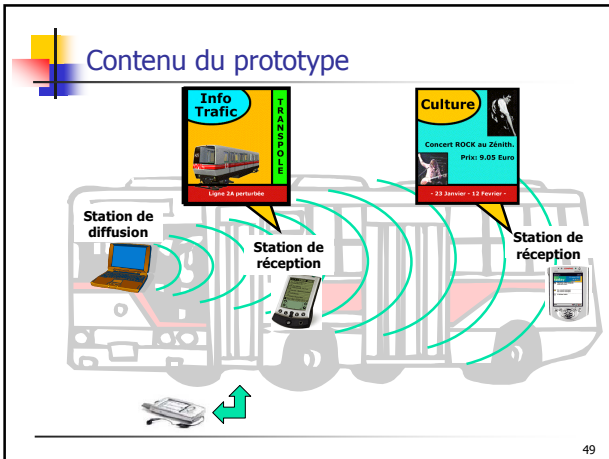 Contenu du prototype
Info
Trafic
TRANSPOLE
Ligne 2A perturbée
Culture
Concert ROCK au Zénith.
Prix: 9.05 Euro
- 23 Janvier - 12 Fevrier -
Station de
diffusion
Station de
réception
Station de
réception
49